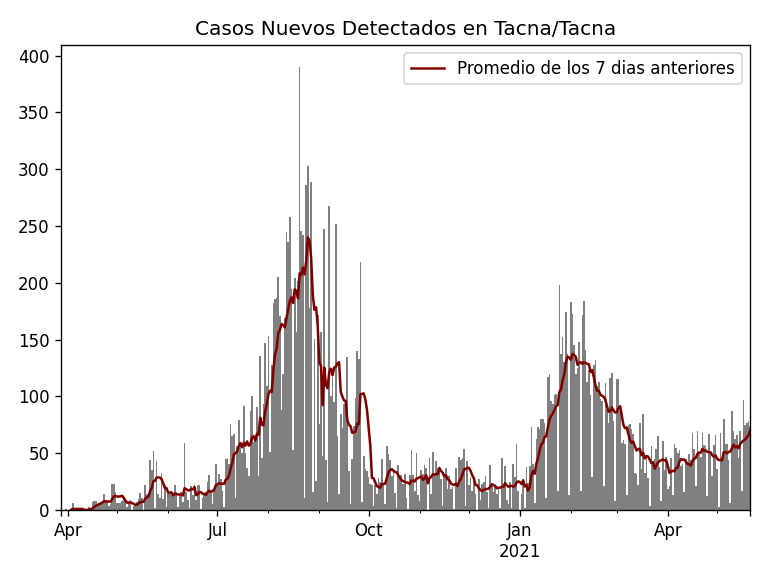 Casos Nuevos Detectados en Tacna/Tacna
Promedio de los 7 dias anteriores
400
350
300
250
200
150
100
50
0
Apr
Jul
Oct
Jan
2021
Apr